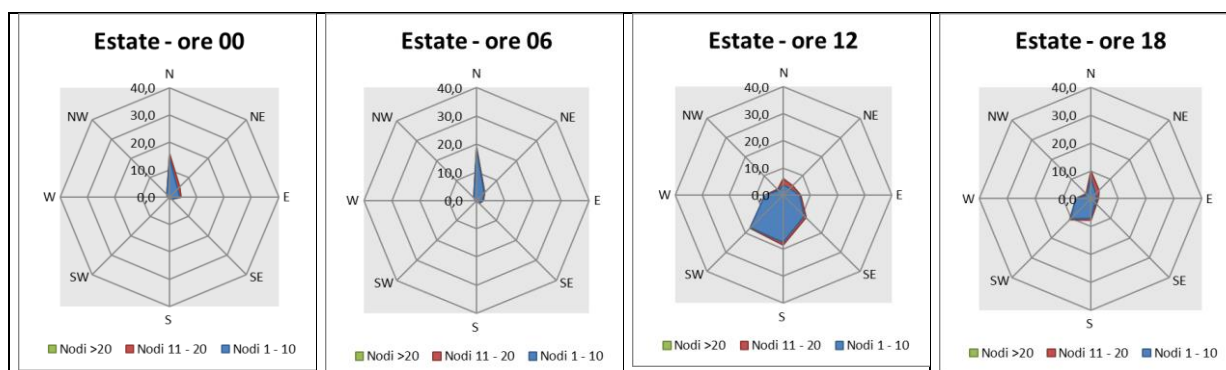 Estate - ore 00
N
40,0
NW
30,0
NE
20,0
10,0
W
0,0
E
SW
SE
S
Nodi >20 Nodi 11 - 20 Nodi 1 - 10
Estate - ore 06
N
40,0
NW
30,0
NE
20,0
10,0
W
0,0
E
SW
SE
S
Nodi >20 Nodi 11 - 20 Nodi 1 - 10
Estate - ore 12
N
40,0
NW
30,0
NE
20,0
10,0
W
0,0
E
SW
SE
S
Nodi >20 Nodi 11 - 20 Nodi 1 - 10
Estate - ore 18
N
40,0
NW
30,0
NE
20,0
10,0
W
0,0
E
SW
SE
S
Nodi >20 Nodi 11 - 20 Nodi 1 - 10